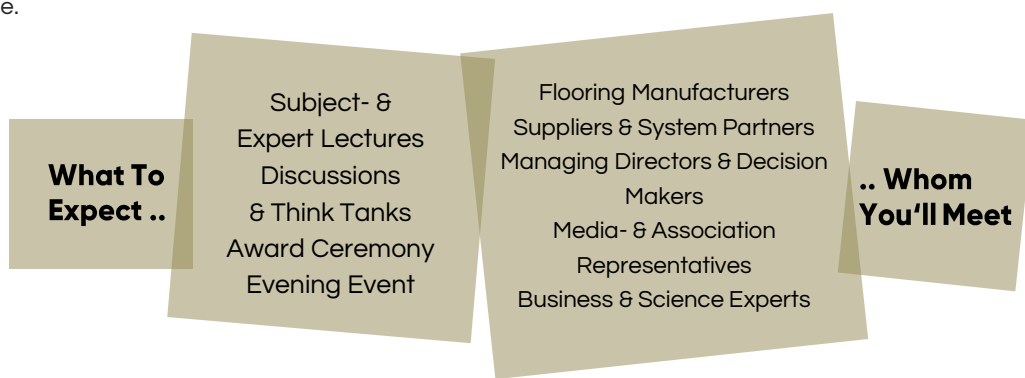 e.
What To
Expect ..
Subject- &
Expert Lectures
Discussions
& Think Tanks
Award Ceremony
Evening Event
Flooring Manufacturers
Suppliers & System Partners
Managing Directors & Decision
Makers
Media- & Association
Representatives
Business & Science Experts
.. Whom
You‘ll Meet